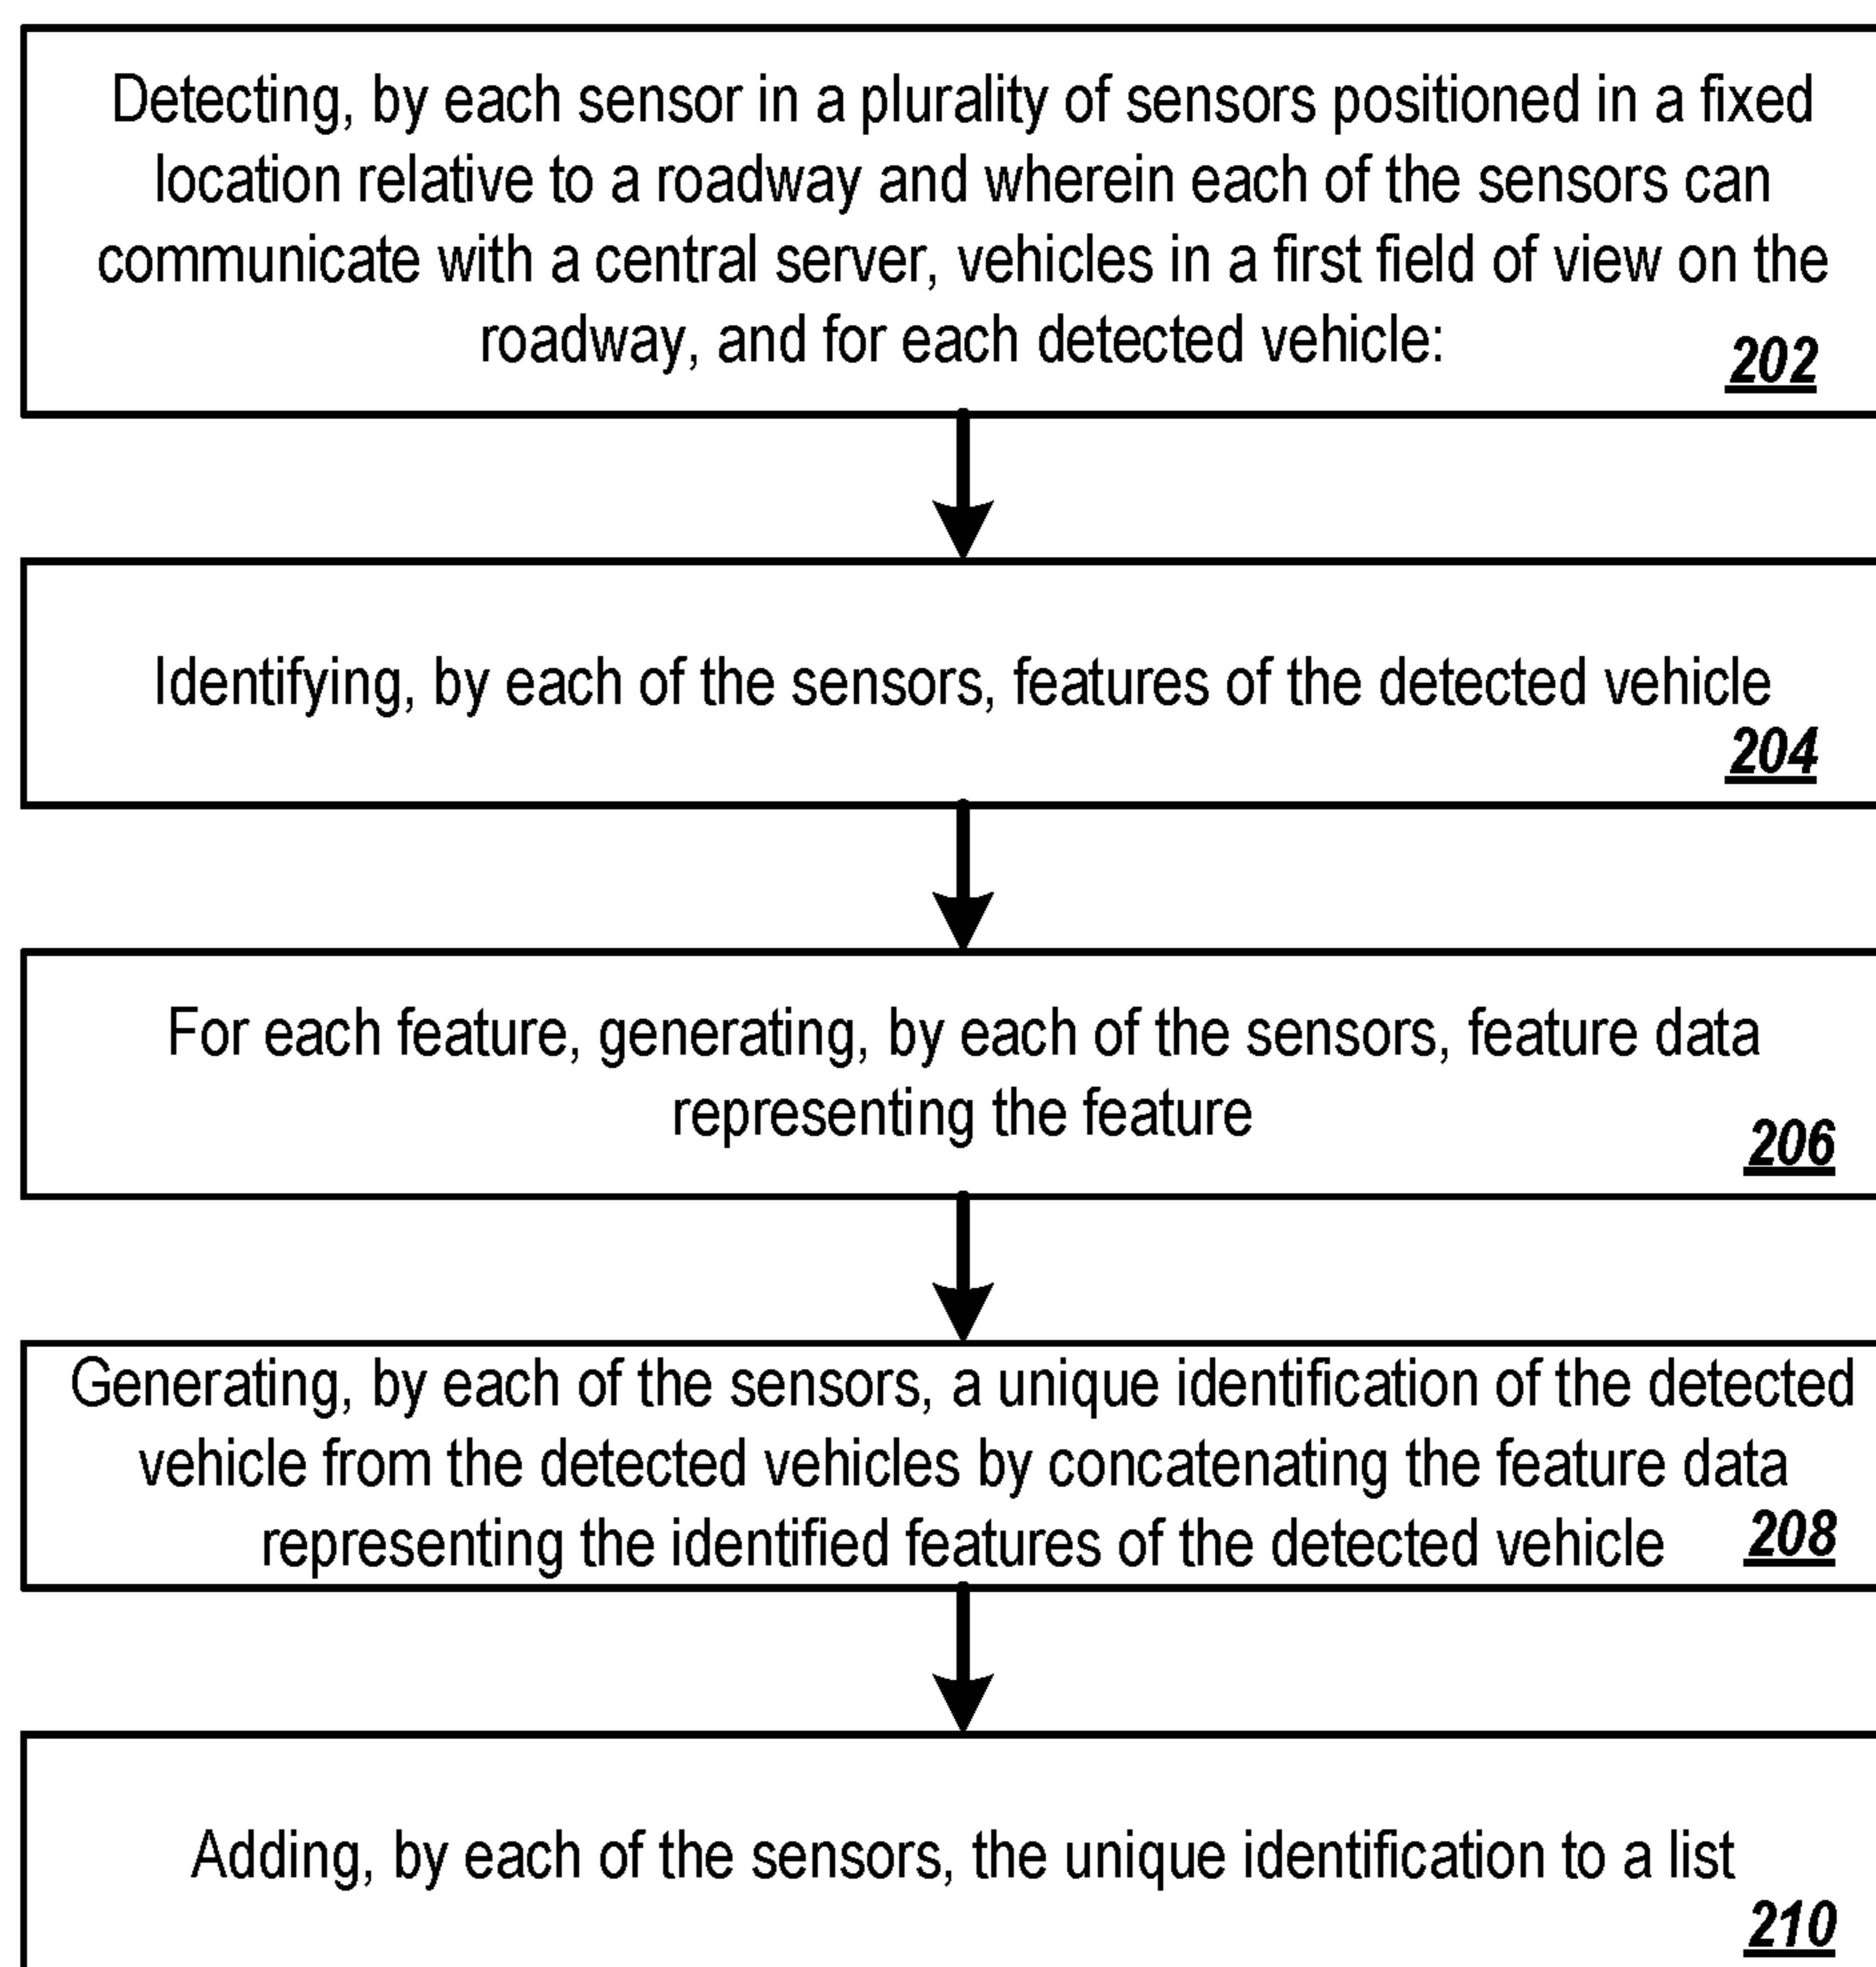 Detecting, by each sensor in a plurality of sensors positioned in a fixed
location relative to a roadway and wherein each of the sensors can
communicate with a central server, vehicles in a first field of view on the
roadway, and for each detected vehicle:
202
Identifying, by each of the sensors, features of the detected vehicle
204
For each feature, generating, by each of the sensors, feature data
representing the feature
206
Generating, by each of the sensors, a unique identification of the detected
vehicle from the detected vehicles by concatenating the feature data
representing the identified features of the detected vehicle
208
Adding, by each of the sensors, the unique identification to a list
210